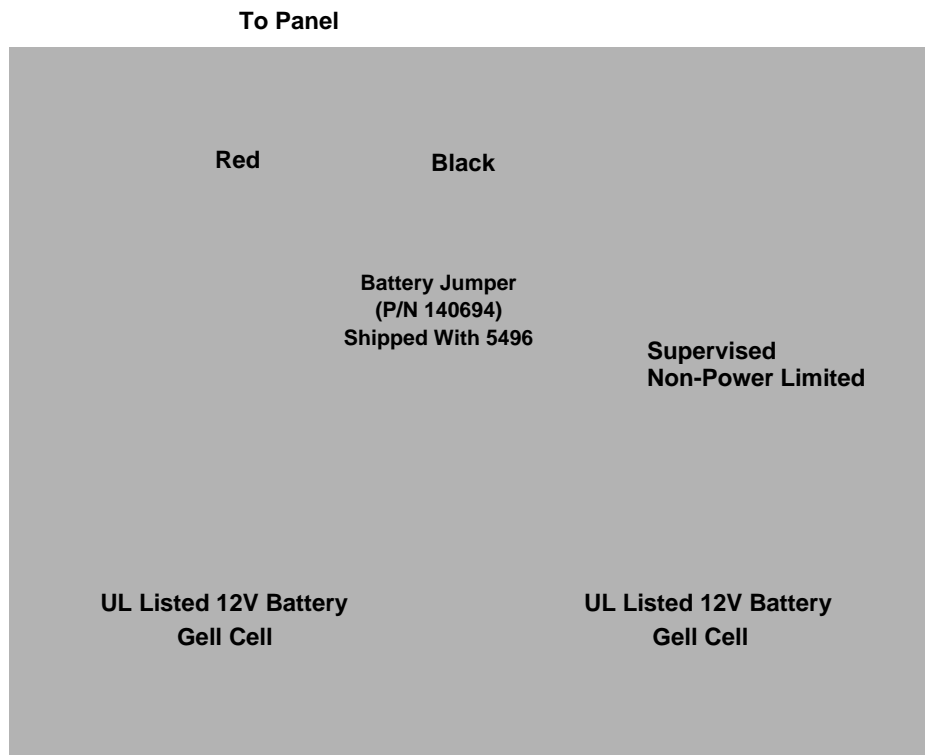 To Panel
Red
Black
Battery Jumper
(P/N 140694)
Shipped With 5496
Supervised
Non-Power Limited
UL Listed 12V Battery
Gell Cell
UL Listed 12V Battery
Gell Cell